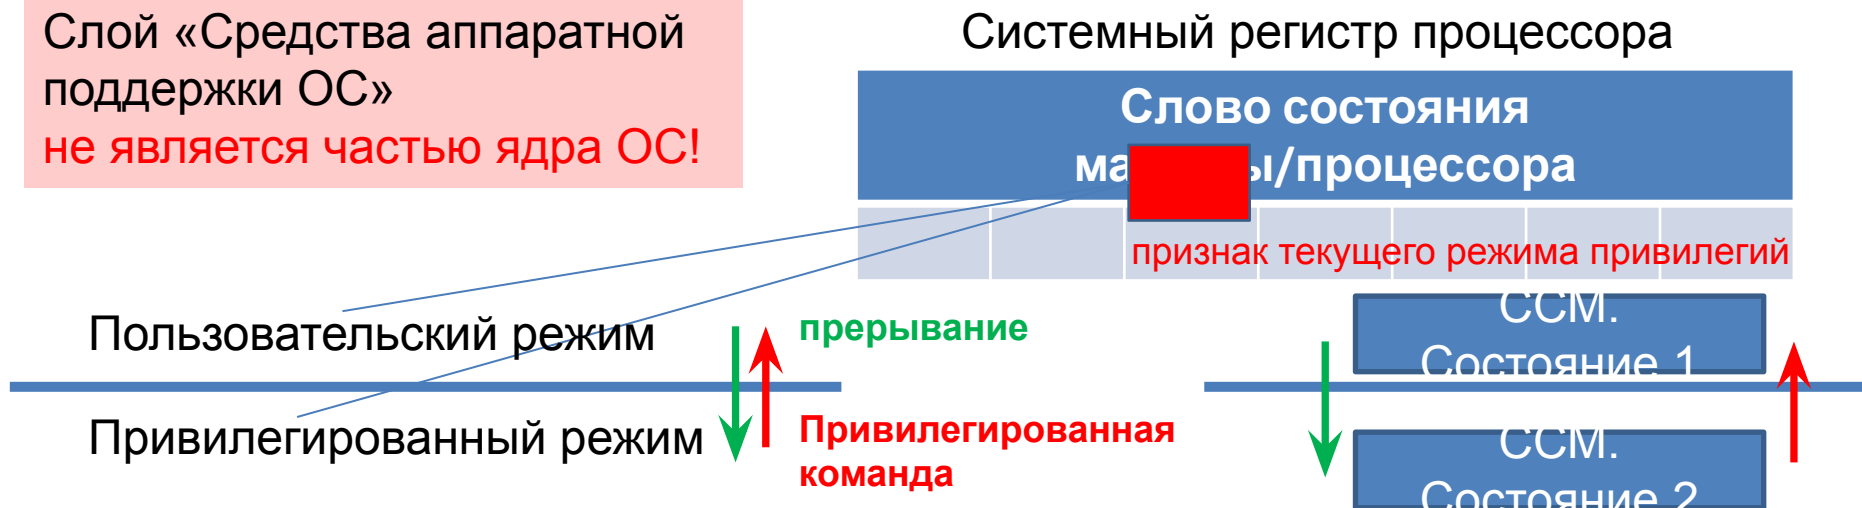 Слой «Средства аппаратной
поддержки ОС»
не является частью ядра ОС!
Системный регистр процессора
Слово состояния
ма ы/процессора
признак текущего режима привилегий
Пользовательский режим
Привилегированный режим
прерывание
Привилегированная
команда
ССМ.
Состояние 1
ССМ.
Состояние 2